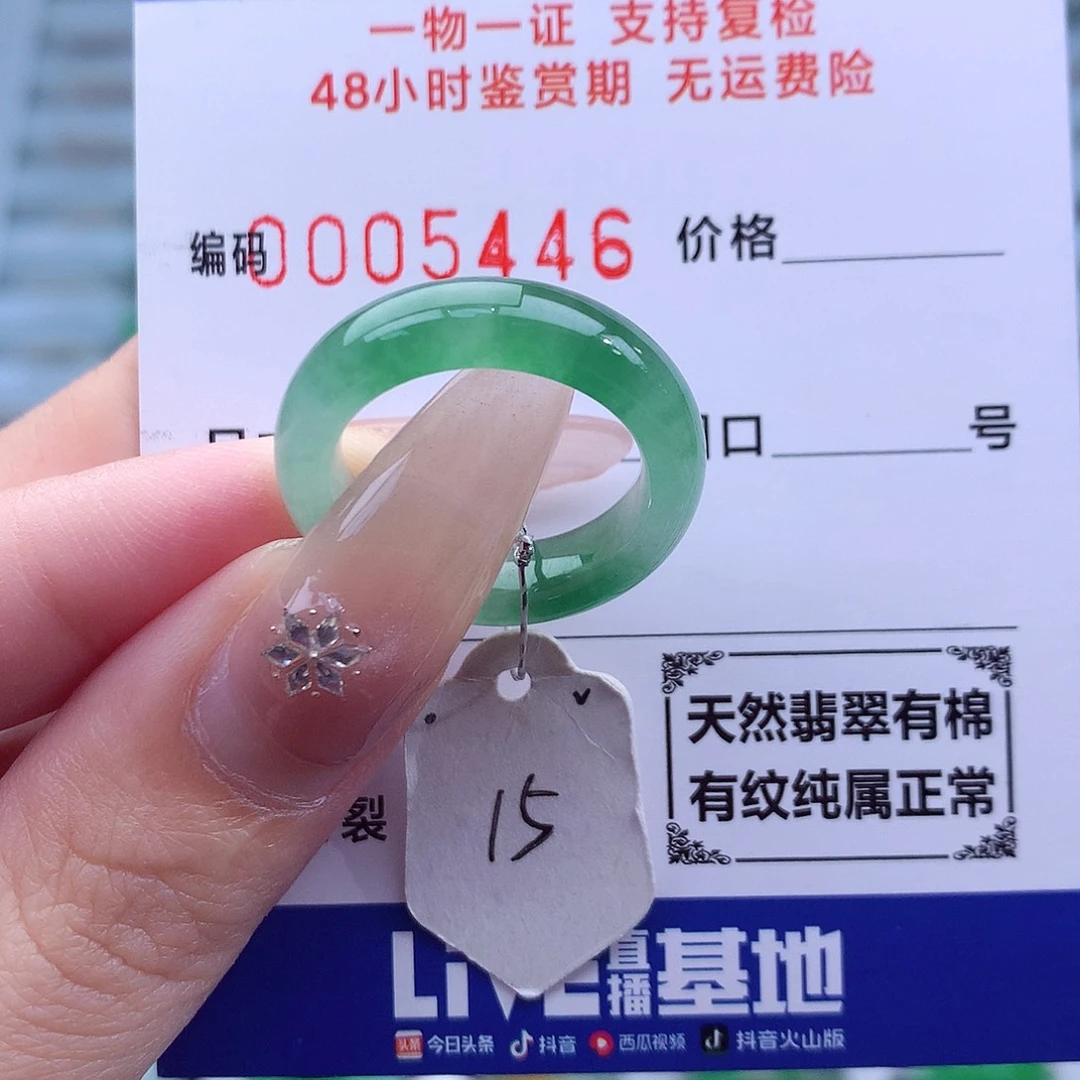 一物一证 支持复检
48小时鉴赏期 无运费险
编码0005446 价格
口 号
天然翡翠有棉
有纹纯属正常
15
裂
LIVE直播基地
头条 今日头条 抖音 西瓜视频 抖音火山版